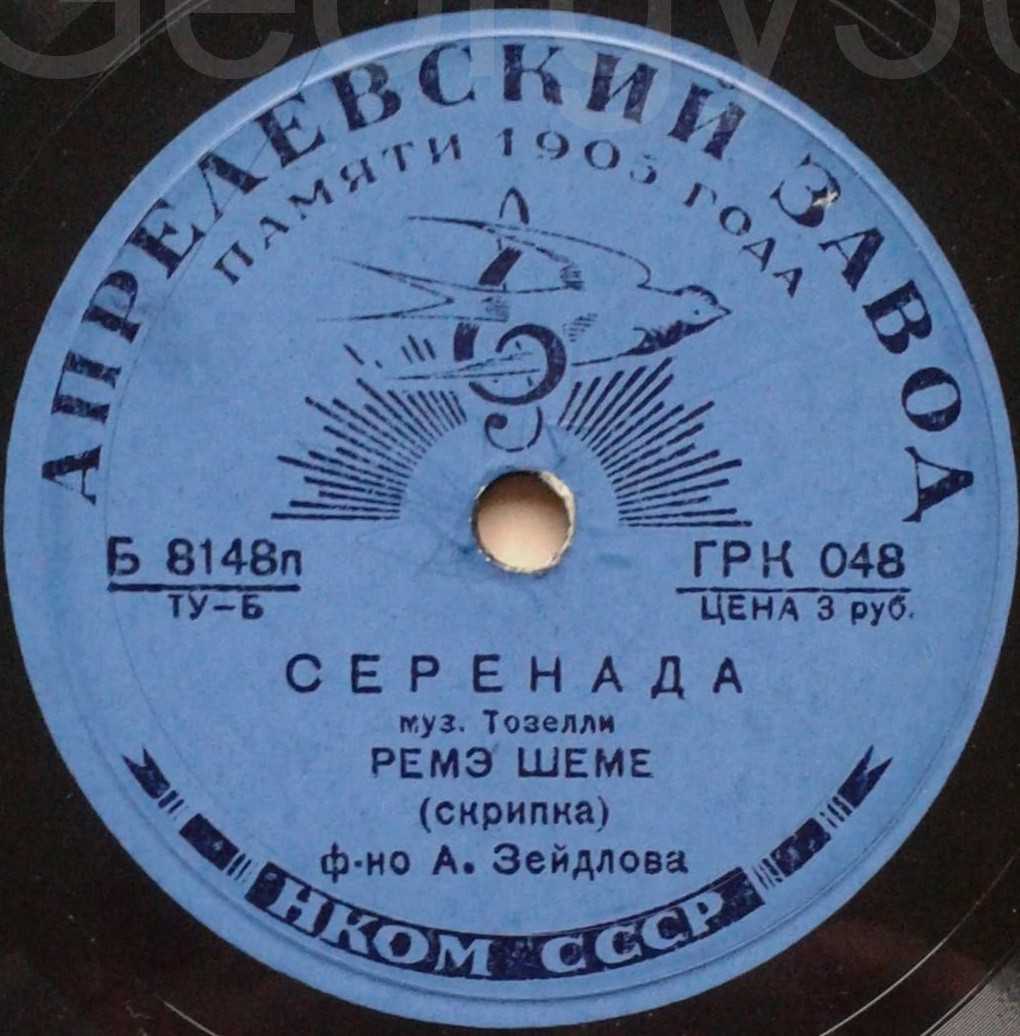 АПРЕЛЕВСКИЙ ЗАВОД
ПАМЯТИ 1905 ГОДА
Б 8148п
ТУ-Б
ГРК 048
ЦЕНА 3 руб.
СЕРЕНАДА
муз. Тозелли
РЕМЭ ШЕМЕ
(скрипка)
ф-но А. Зейдлова
НКОМ СССР